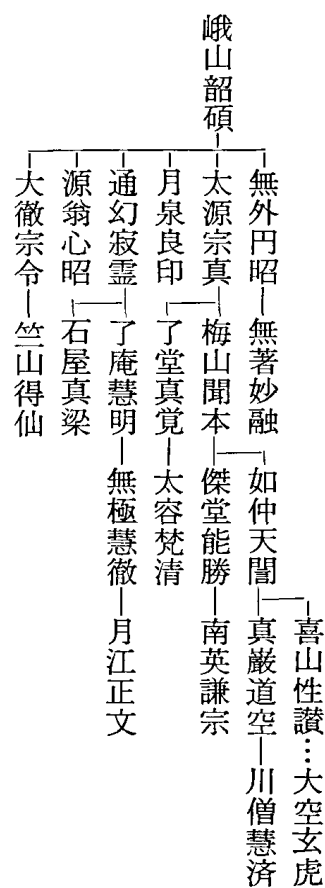 峨山韶碩
無外円昭―無著妙融
太源宗真―梅山聞本―如仲天誾―喜山性讃…大空玄虎
真巌道空―川僧慧済
傑堂能勝―南英謙宗
了堂真覚―太容梵清
月泉良印
通幻寂霊―了庵慧明―無極慧徹―月江正文
石屋真梁
源翁心昭
大徹宗令―竺山得仙